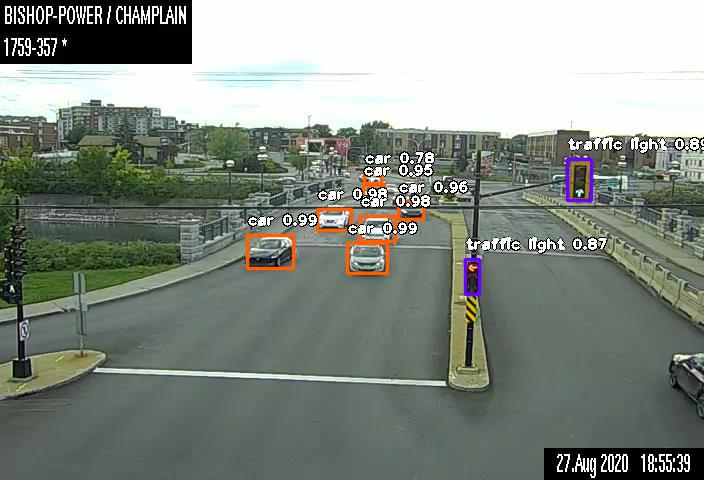 BISHOP-POWER / CHAMPLAIN
1759-357 *
traffic light 0.89
car 0.78
car 0.95
car 0.96
car 0.98
car 0.98
car 0.99
car 0.99
traffic light 0.87
27.Aug 2020 18:55:39